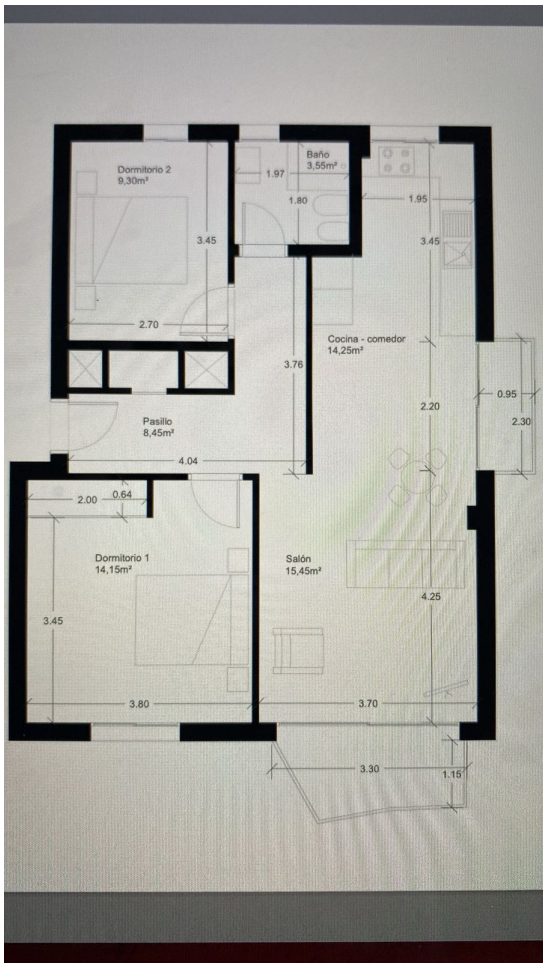 Dormitorio 2
9,30m²
3.45
2.70
Baño
3,55m²
1.97
1.80
1.95
3.45
Cocina - comedor
14,25m²
3.76
2.20
0.95
2.30
Pasillo
8,45m²
4.04
2.00
0.64
Dormitorio 1
14,15m²
3.45
3.80
Salón
15,45m²
4.25
3.70
3.30
1.15